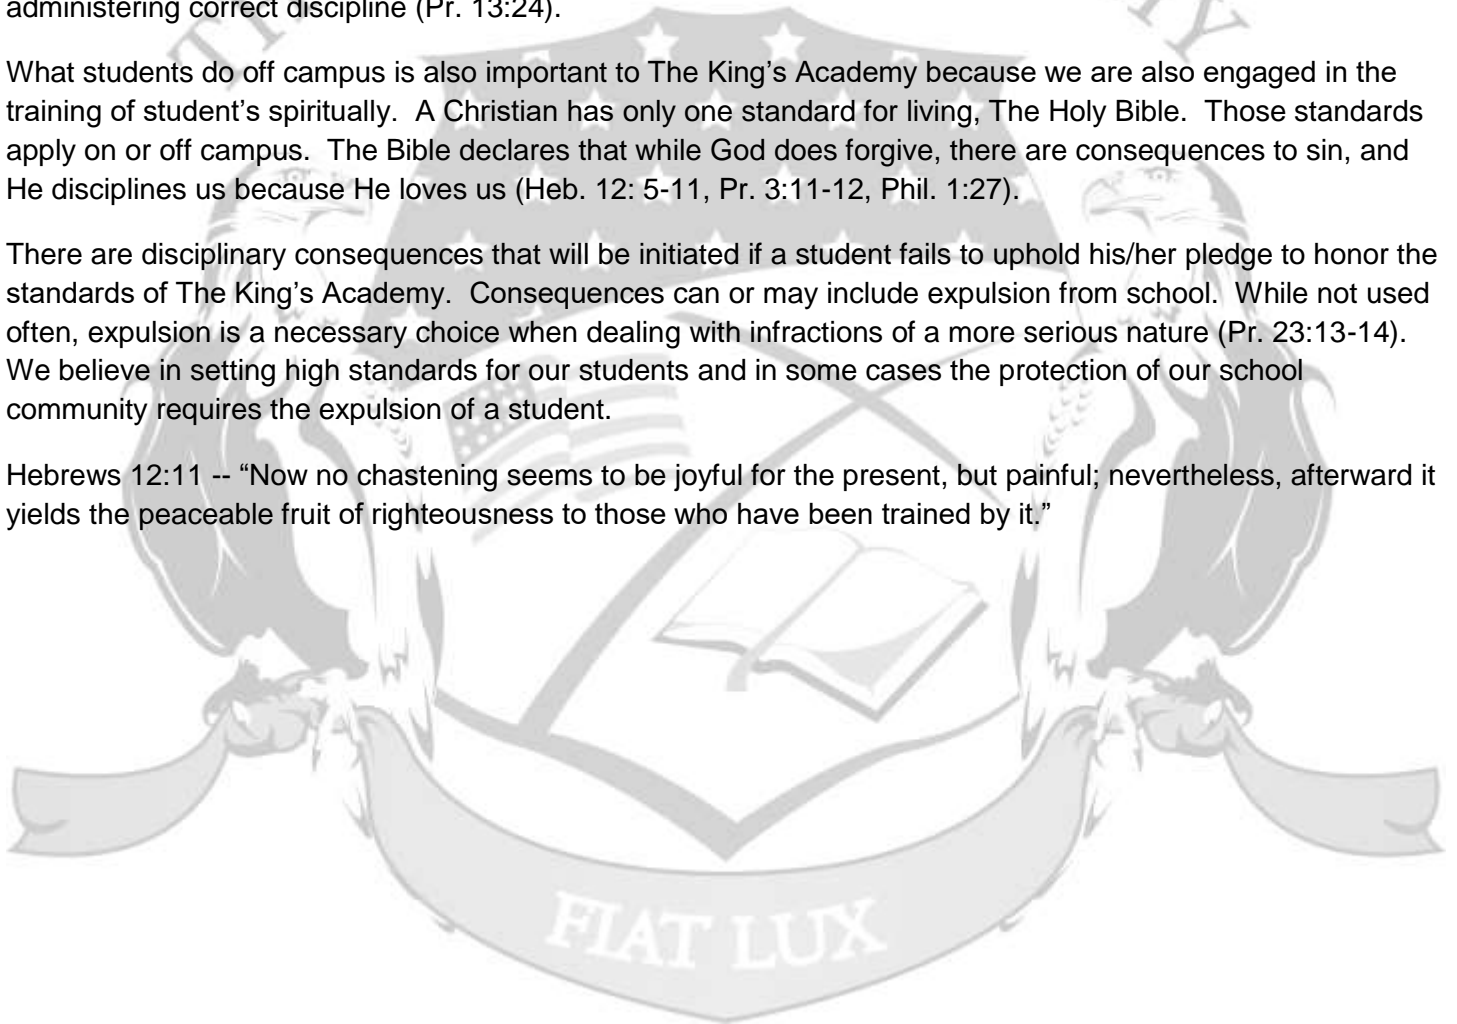 administering correct discipline (Pr. 13:24).
What students do off campus is also important to The King’s Academy because we are also engaged in the
training of student’s spiritually.  A Christian has only one standard for living, The Holy Bible.  Those standards
apply on or off campus.  The Bible declares that while God does forgive, there are consequences to sin, and
He disciplines us because He loves us (Heb. 12: 5-11, Pr. 3:11-12, Phil. 1:27).
There are disciplinary consequences that will be initiated if a student fails to uphold his/her pledge to honor the
standards of The King’s Academy.  Consequences can or may include expulsion from school.  While not used
often, expulsion is a necessary choice when dealing with infractions of a more serious nature (Pr. 23:13-14).
We believe in setting high standards for our students and in some cases the protection of our school
community requires the expulsion of a student.
Hebrews 12:11 -- “Now no chastening seems to be joyful for the present, but painful; nevertheless, afterward it
yields the peaceable fruit of righteousness to those who have been trained by it.”
FIAT LUX